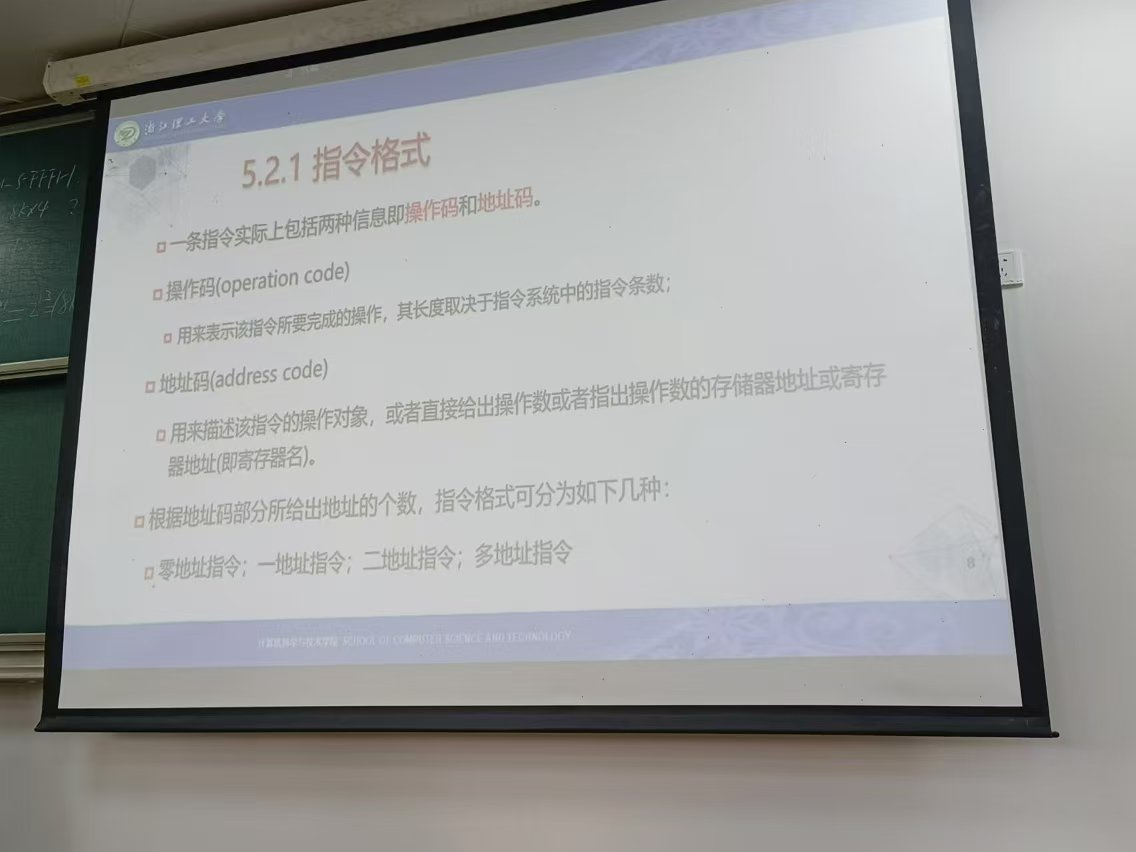 浙江理工大学
5.2.1 指令格式
一条指令实际上包括两种信息即操作码和地址码。
操作码(operation code)
用来表示该指令所要完成的操作，其长度取决于指令系统中的指令条数；
地址码(address code)
用来描述该指令的操作对象，或者直接给出操作数或者指出操作数的存储器地址或寄存
器地址(即寄存器名)。
根据地址码部分所给出地址的个数，指令格式可分为如下几种：
零地址指令；一地址指令；二地址指令；多地址指令
8
计算机科学与技术学院 SCHOOL OF COMPUTER SCIENCE AND TECHNOLOGY